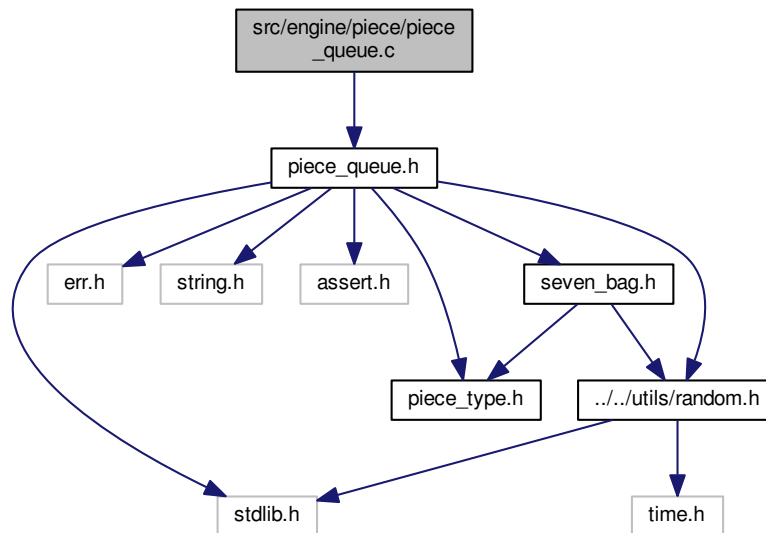 src/engine/piece/piece
_queue.c
piece_queue.h
err.h
string.h
assert.h
seven_bag.h
piece_type.h
../../utils/random.h
stdlib.h
time.h